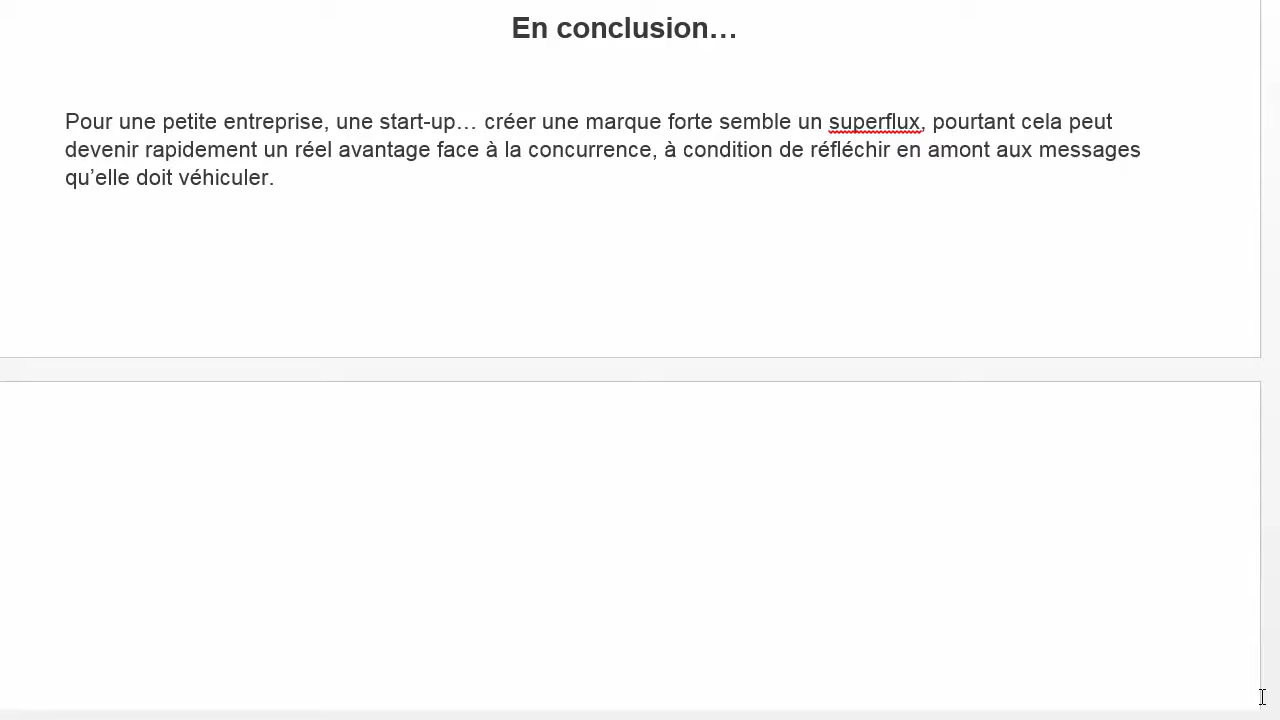 En conclusion…
Pour une petite entreprise, une start-up… créer une marque forte semble un superflux, pourtant cela peut
devenir rapidement un réel avantage face à la concurrence, à condition de réfléchir en amont aux messages
qu’elle doit véhiculer.